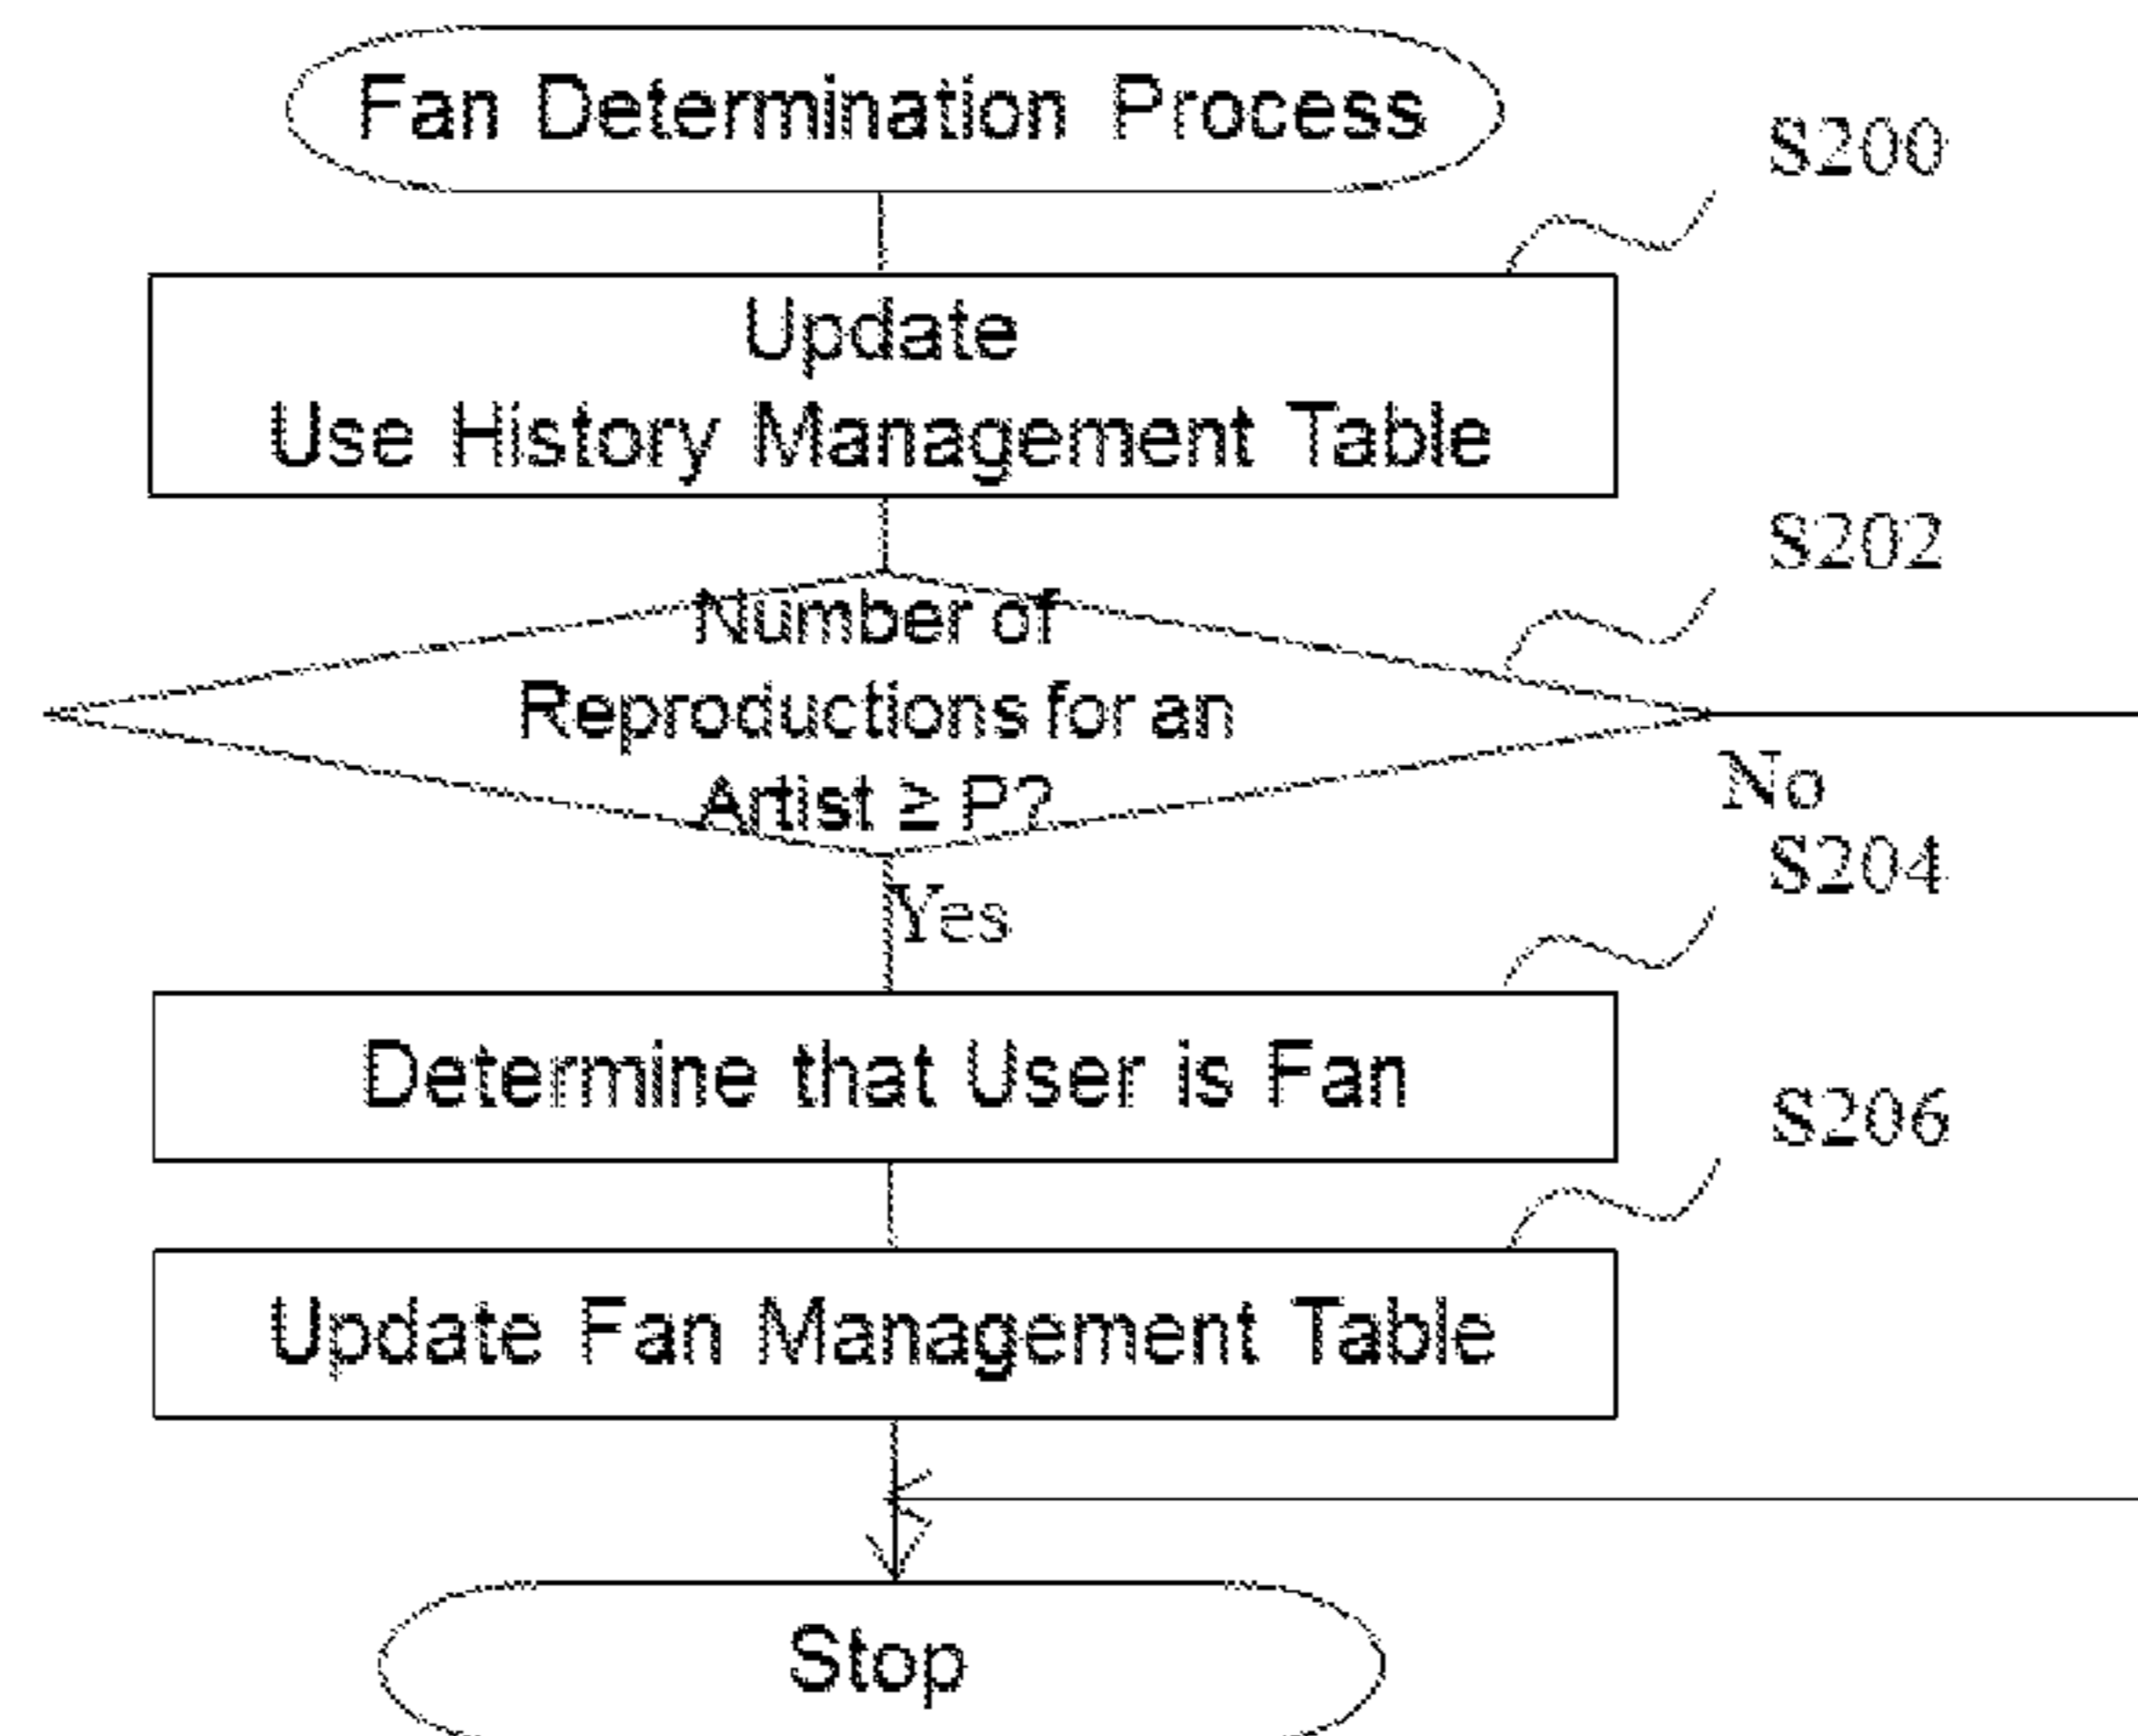 Fan Determination Process
S200
Update
Use History Management Table
S202
Number of
Reproductions for an
Artist ≥ P?
No
Yes
S204
Determine that User is Fan
S206
Update Fan Management Table
Stop